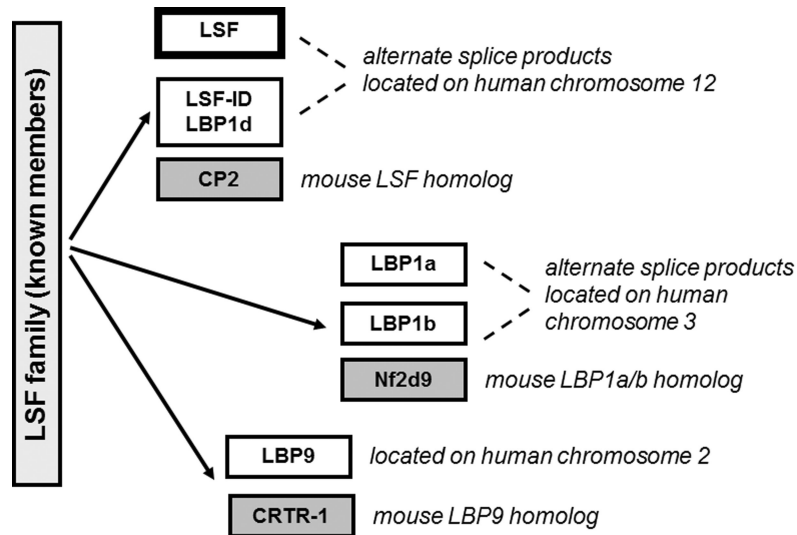 LSF family (known members)
LSF
alternate splice products
located on human chromosome 12
LSF-ID
LBP1d
CP2
mouse LSF homolog
LBP1a
LBP1b
alternate splice products
located on human
chromosome 3
Nf2d9
mouse LBP1a/b homolog
LBP9
located on human chromosome 2
CRTR-1
mouse LBP9 homolog